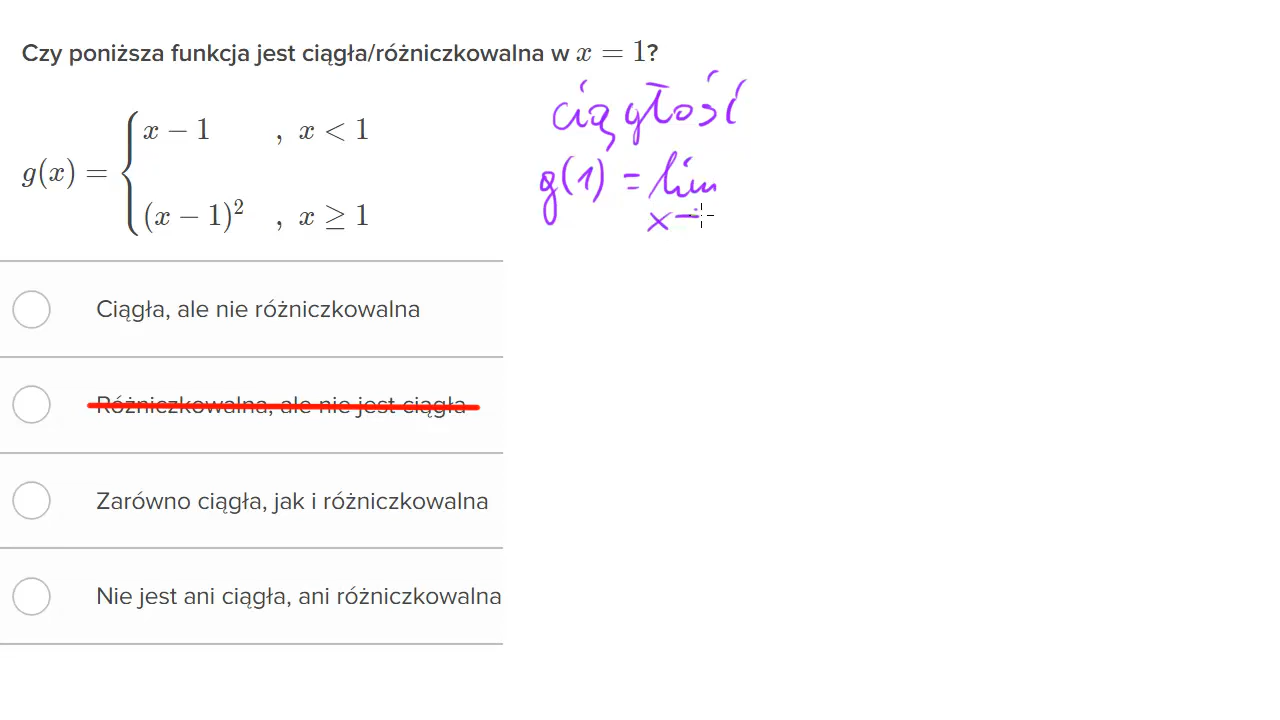 Czy poniższa funkcja jest ciągła/różniczkowalna w x = 1?
ciągłość
g(x) = { x − 1 , x < 1
(x − 1)² , x ≥ 1
g(1) = lim
x −
Ciągła, ale nie różniczkowalna
Różniczkowalna, ale nie jest ciągła
Zarówno ciągła, jak i różniczkowalna
Nie jest ani ciągła, ani różniczkowalna